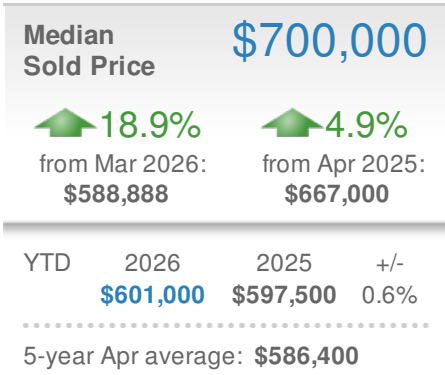 Median
Sold Price
$700,000
18.9%
from Mar 2026:
$588,888
4.9%
from Apr 2025:
$667,000
YTD 2026 2025 +/-
$601,000 $597,500 0.6%
5-year Apr average: $586,400